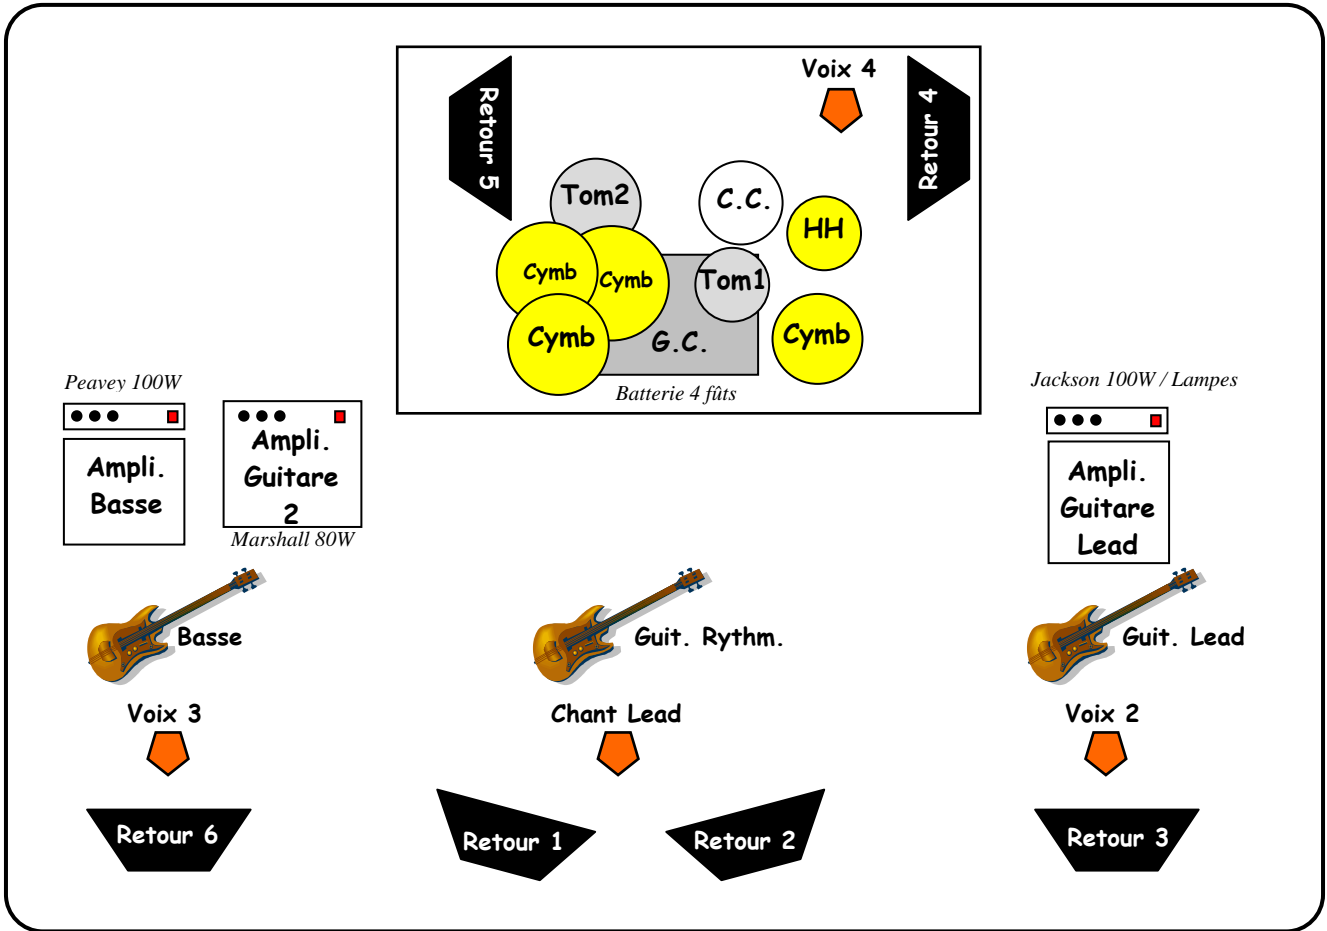 Voix 4
Retour 5
Retour 4
Tom2
C.C.
HH
Cymb
Cymb
Tom1
Cymb
G.C.
Cymb
Batterie 4 fûts
Peavey 100W
Jackson 100W / Lampes
Ampli.
Basse
Ampli.
Guitare
2
Marshall 80W
Ampli.
Guitare
Lead
Basse
Guit. Rythm.
Guit. Lead
Voix 3
Chant Lead
Voix 2
Retour 6
Retour 1
Retour 2
Retour 3